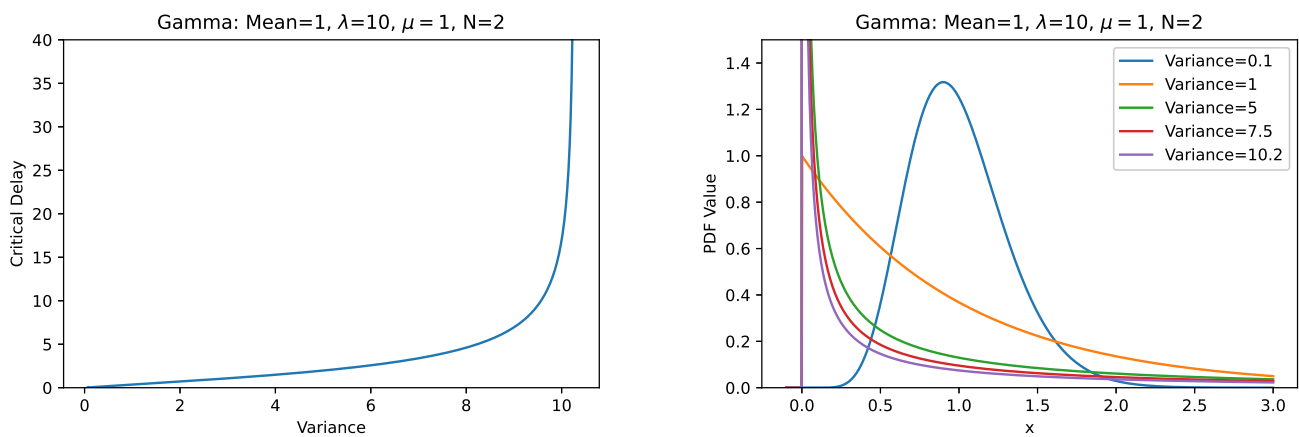 Gamma: Mean=1, λ=10, μ = 1, N=2
40
35
30
25
20
15
10
5
0
Critical Delay
0 2 4 6 8 10
Variance
Gamma: Mean=1, λ=10, μ = 1, N=2
1.4
1.2
1.0
0.8
0.6
0.4
0.2
0.0
PDF Value
Variance=0.1
Variance=1
Variance=5
Variance=7.5
Variance=10.2
0.0 0.5 1.0 1.5 2.0 2.5 3.0
x